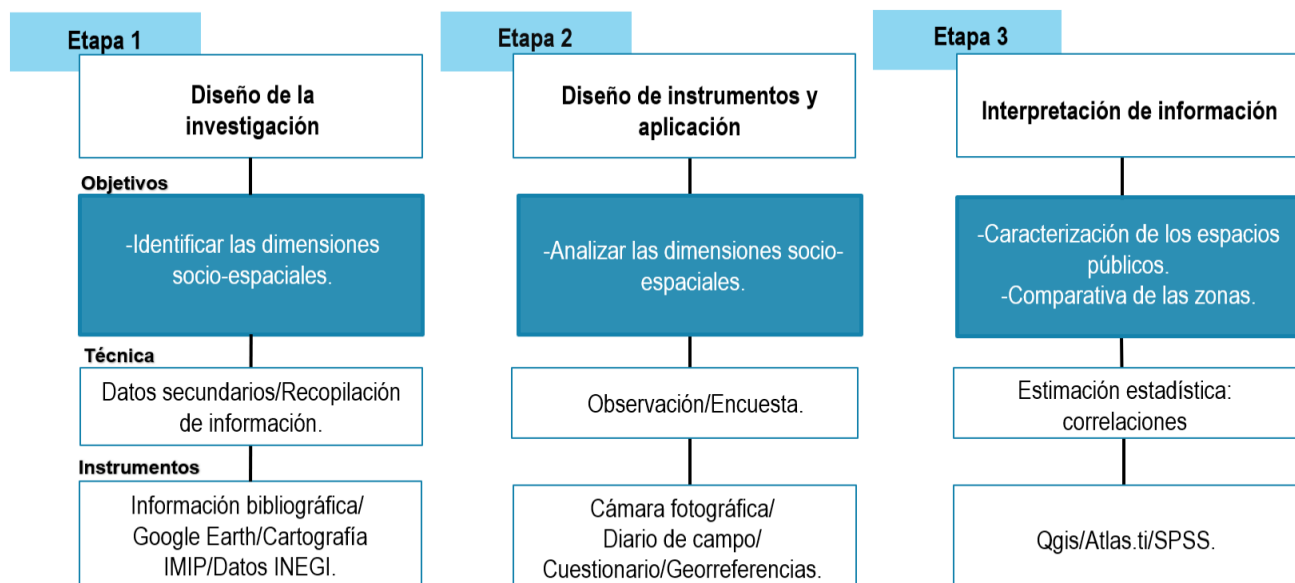 Etapa 1
Diseño de la
investigación
Objetivos
-Identificar las dimensiones
socio-espaciales.
Técnica
Datos secundarios/Recopilación
de información.
Instrumentos
Información bibliográfica/
Google Earth/Cartografía
IMIP/Datos INEGI.
Etapa 2
Diseño de instrumentos y
aplicación
-Analizar las dimensiones socio-
espaciales.
Observación/Encuesta.
Cámara fotográfica/
Diario de campo/
Cuestionario/Georreferencias.
Etapa 3
Interpretación de información
-Caracterización de los espacios
públicos.
-Comparativa de las zonas.
Estimación estadística:
correlaciones
Qgis/Atlas.ti/SPSS.